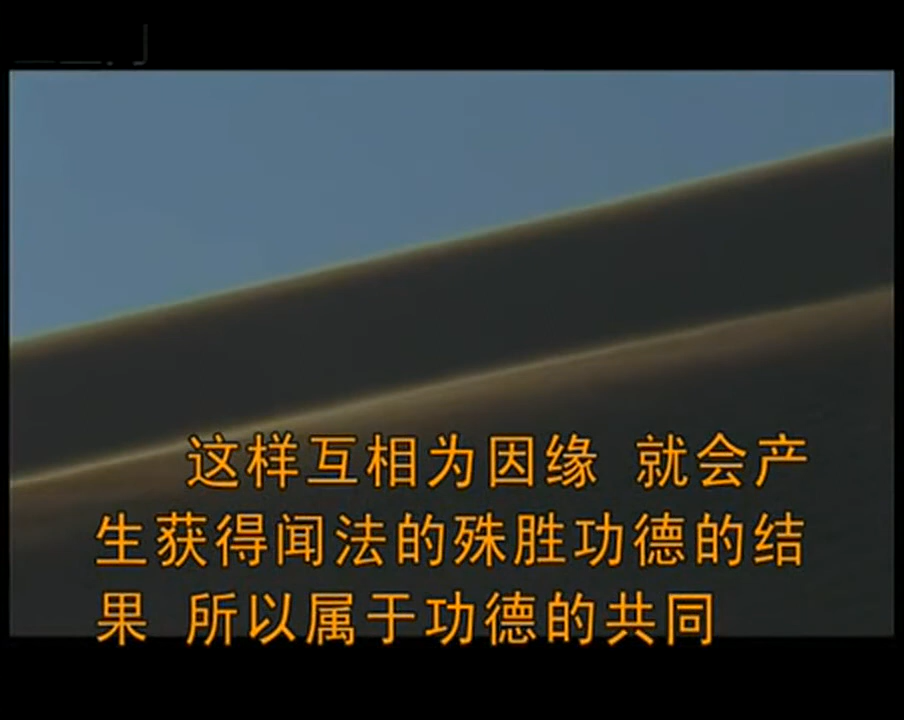 这样互相为因缘 就会产
生获得闻法的殊胜功德的结
果 所以属于功德的共同